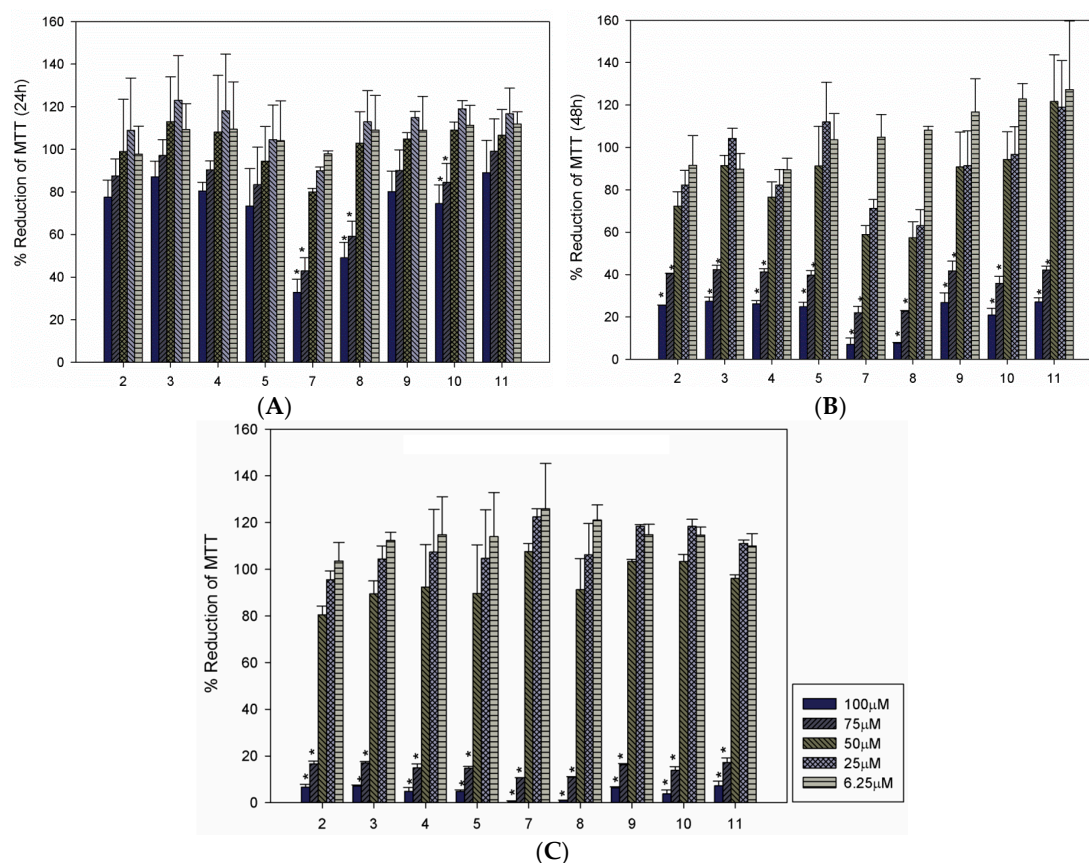 % Reduction of MTT (24h)
160
140
120
100
80
60
40
20
0
* * * * * *
2 3 4 5 7 8 9 10 11
(A)
% Reduction of MTT (48h)
160
140
120
100
80
60
40
20
0
* * * * * * * * * * * * * * * * * *
2 3 4 5 7 8 9 10 11
(B)
% Reduction of MTT
160
140
120
100
80
60
40
20
0
* * * * * * * * * * * * * * * * * *
2 3 4 5 7 8 9 10 11
100μM
75μM
50μM
25μM
6.25μM
(C)